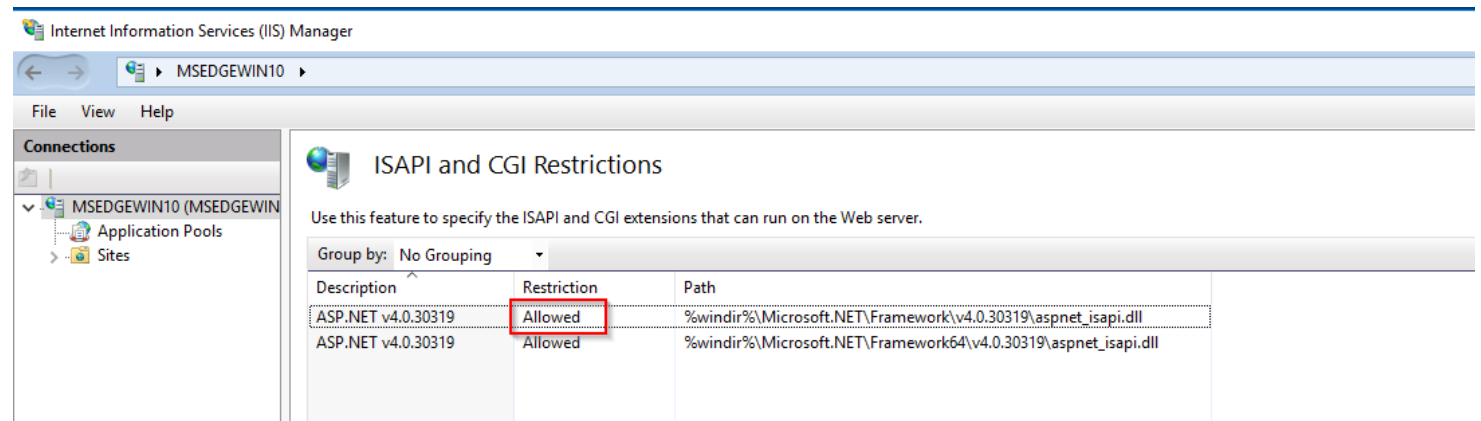 Internet Information Services (IIS) Manager
MSEDGEWIN10
File View Help
Connections
MSEDGEWIN10 (MSEDGEWIN
Application Pools
Sites
ISAPI and CGI Restrictions
Use this feature to specify the ISAPI and CGI extensions that can run on the Web server.
Group by: No Grouping
Description Restriction Path
ASP.NET v4.0.30319 Allowed %windir%\Microsoft.NET\Framework\v4.0.30319\aspnet_isapi.dll
ASP.NET v4.0.30319 Allowed %windir%\Microsoft.NET\Framework64\v4.0.30319\aspnet_isapi.dll